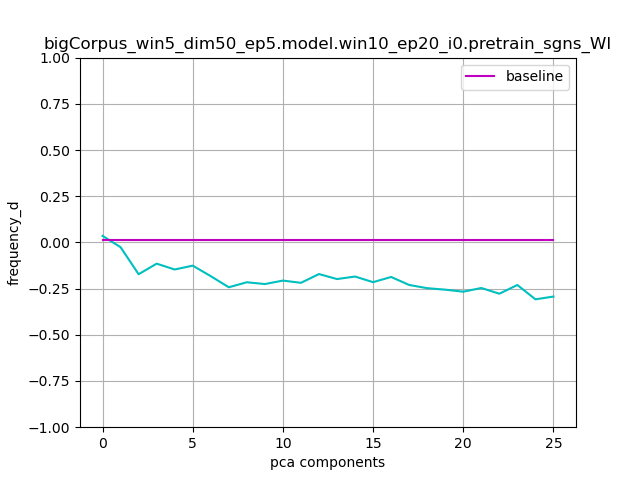 bigCorpus_win5_dim50_ep5.model.win10_ep20_i0.pretrain_sgns_WI
baseline
1.00
0.75
0.50
0.25
0.00
−0.25
−0.50
−0.75
−1.00
frequency_d
0 5 10 15 20 25
pca components